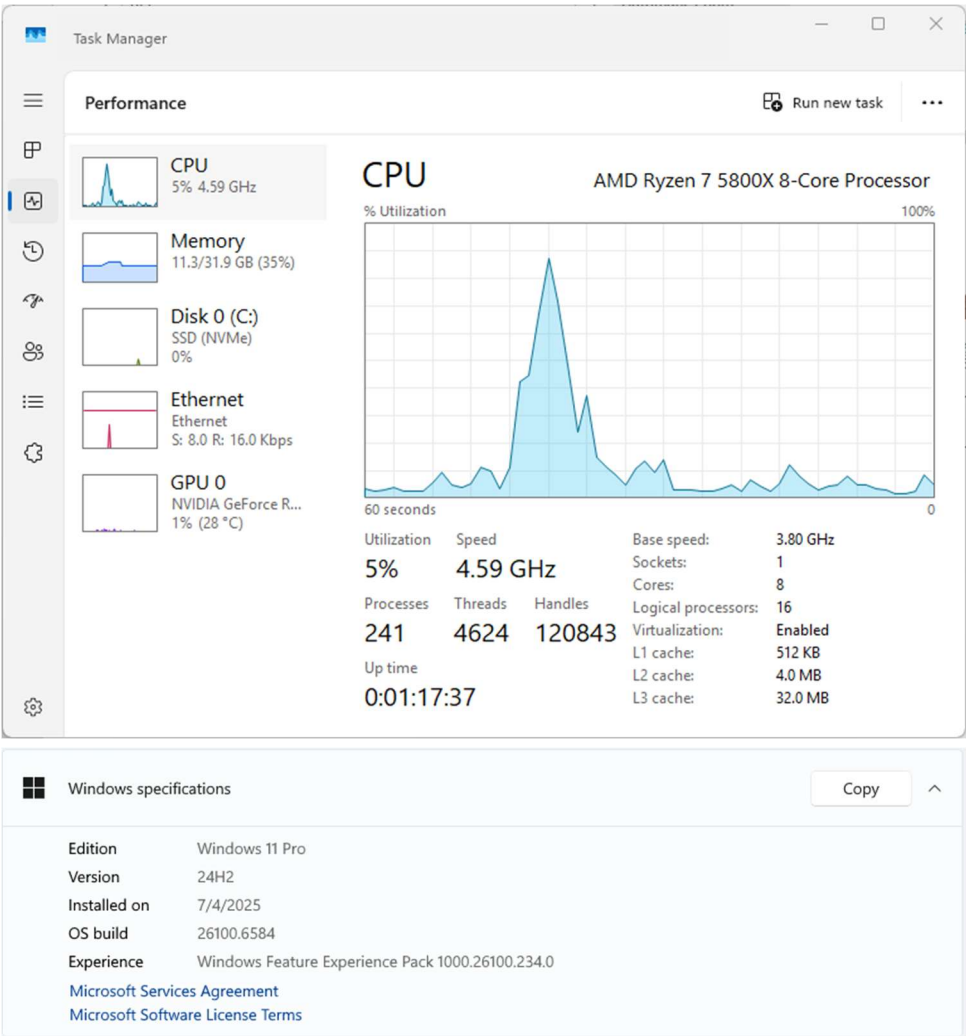 Task Manager
Performance
Run new task
CPU
5% 4.59 GHz
Memory
11.3/31.9 GB (35%)
Disk 0 (C:)
SSD (NVMe)
0%
Ethernet
Ethernet
S: 8.0 R: 16.0 Kbps
GPU 0
NVIDIA GeForce R...
1% (28 °C)
CPU AMD Ryzen 7 5800X 8-Core Processor
% Utilization 100%
60 seconds 0
Utilization Speed
5% 4.59 GHz
Processes Threads Handles
241 4624 120843
Up time
0:01:17:37
Base speed: 3.80 GHz
Sockets: 1
Cores: 8
Logical processors: 16
Virtualization: Enabled
L1 cache: 512 KB
L2 cache: 4.0 MB
L3 cache: 32.0 MB
Windows specifications Copy
Edition Windows 11 Pro
Version 24H2
Installed on 7/4/2025
OS build 26100.6584
Experience Windows Feature Experience Pack 1000.26100.234.0
Microsoft Services Agreement
Microsoft Software License Terms